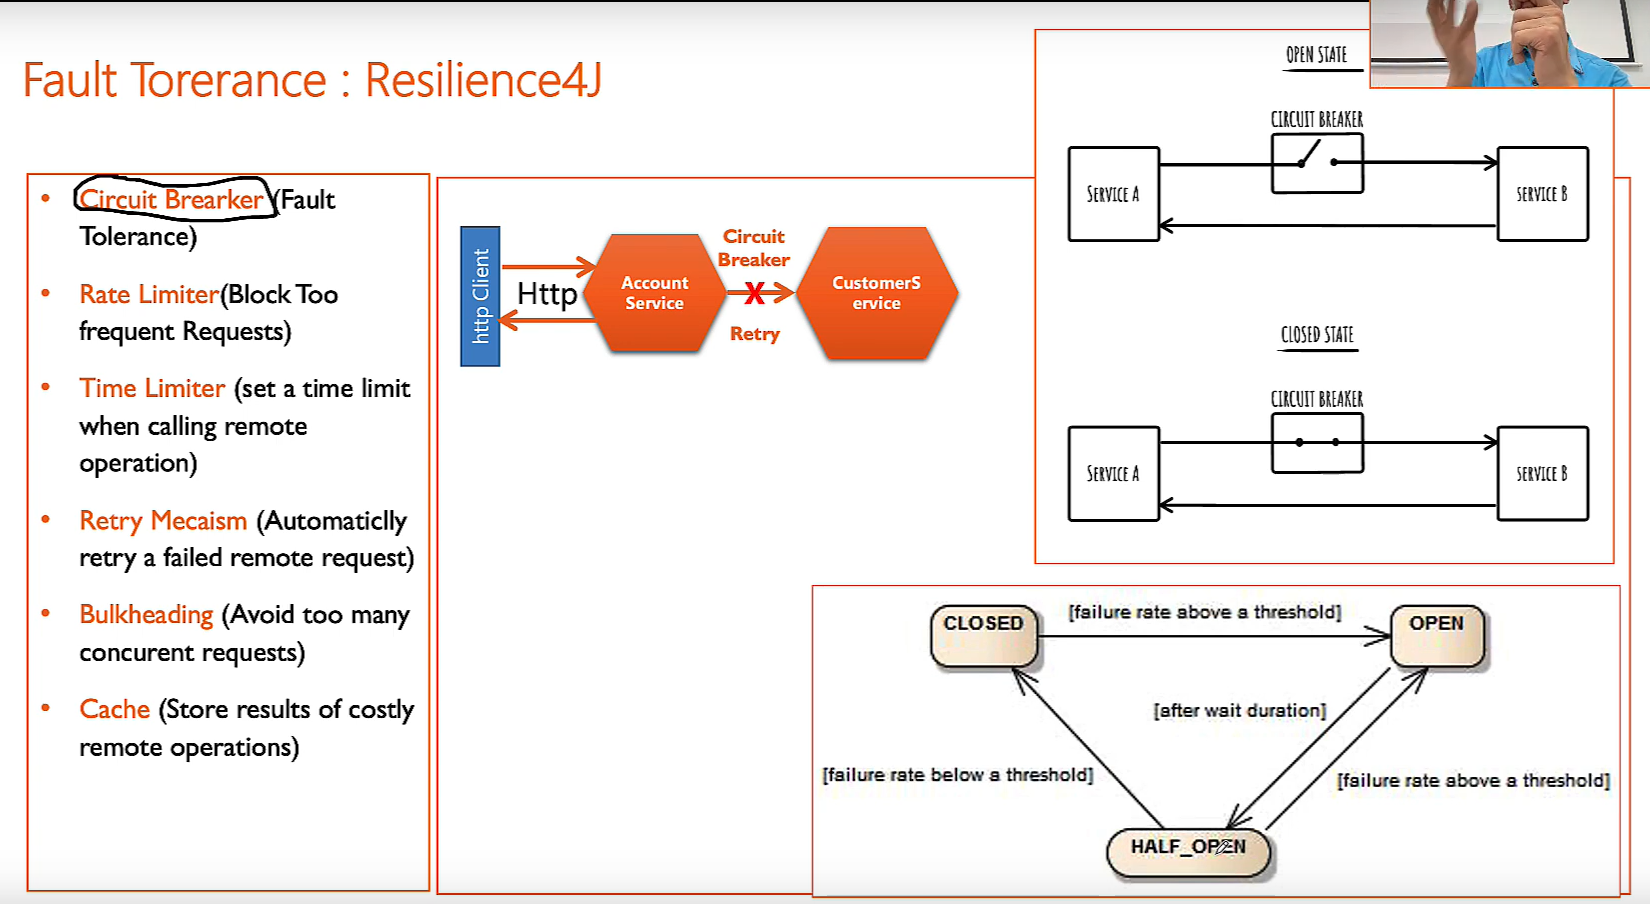 Fault Torerance : Resilience4J
• Circuit Brearker (Fault
Tolerance)
• Rate Limiter(Block Too
frequent Requests)
• Time Limiter (set a time limit
when calling remote
operation)
• Retry Mecaism (Automaticlly
retry a failed remote request)
• Bulkheading (Avoid too many
concurent requests)
• Cache (Store results of costly
remote operations)
http Client
Http
Account
Service
Circuit
Breaker
X
Retry
CustomerS
ervice
OPEN STATE
CIRCUIT BREAKER
SERVICE A
SERVICE B
CLOSED STATE
CIRCUIT BREAKER
SERVICE A
SERVICE B
CLOSED
[failure rate above a threshold]
OPEN
[after wait duration]
[failure rate below a threshold]
[failure rate above a threshold]
HALF_OPEN